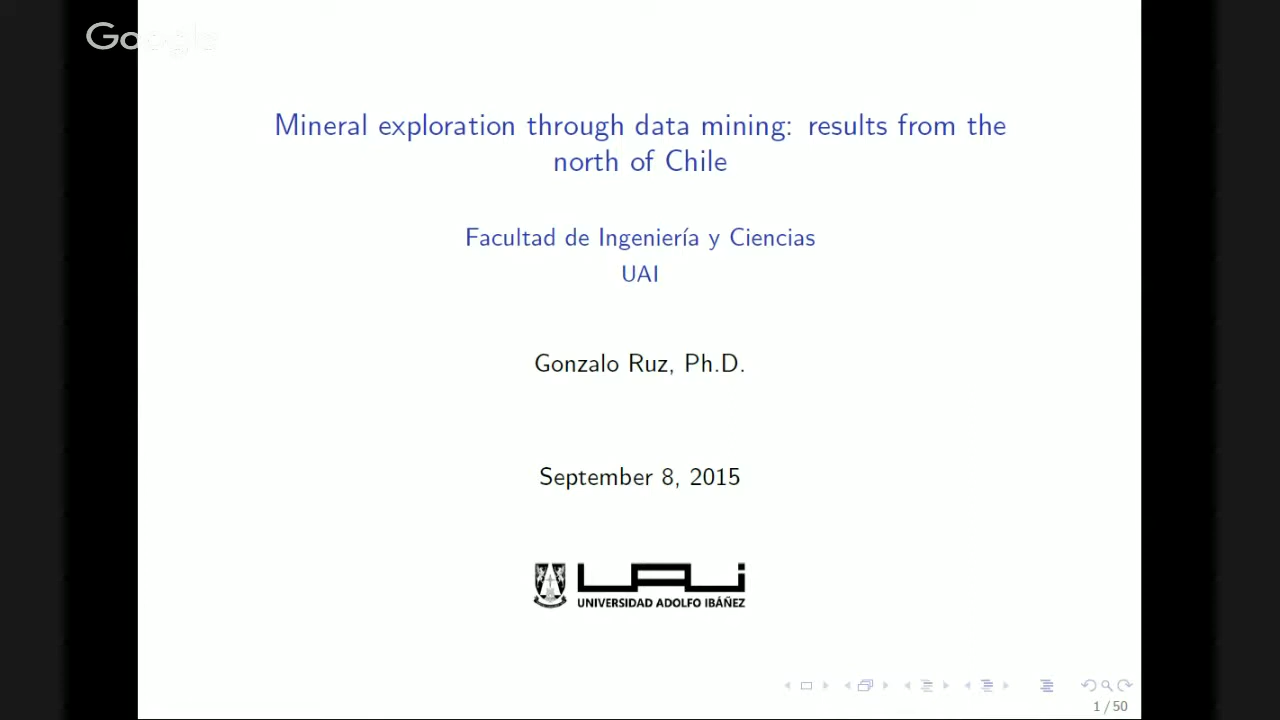 Google
Mineral exploration through data mining: results from the
north of Chile
Facultad de Ingeniería y Ciencias
UAI
Gonzalo Ruz, Ph.D.
September 8, 2015
UAI
UNIVERSIDAD ADOLFO IBÁÑEZ
1 / 50